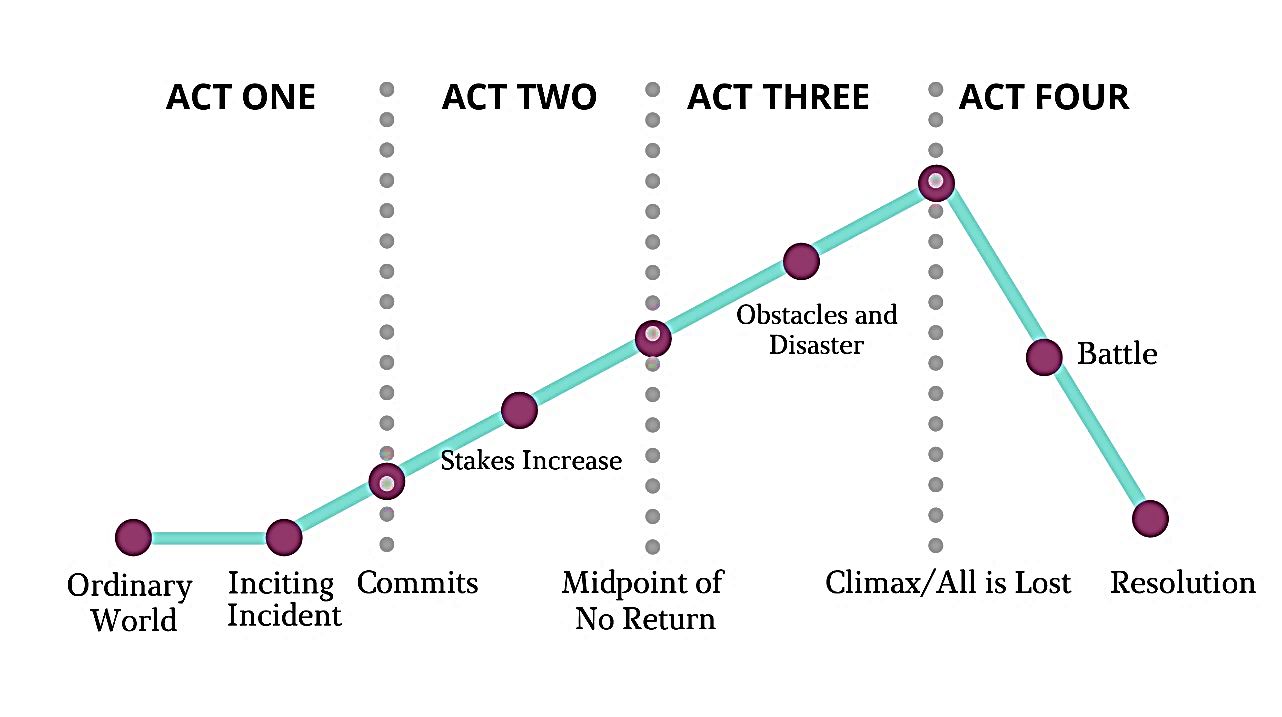 ACT ONE
ACT TWO
ACT THREE
ACT FOUR
Obstacles and
Disaster
Battle
Stakes Increase
Ordinary
World
Inciting
Incident
Commits
Midpoint of
No Return
Climax/All is Lost
Resolution